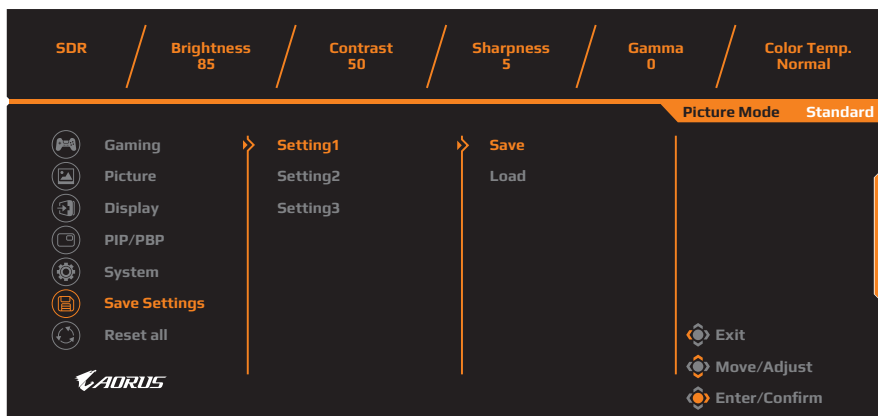 SDR Brightness Contrast Sharpness Gamma Color Temp.
85 50 5 0 Normal
Picture Mode Standard
Gaming Setting1 Save
Picture Setting2 Load
Display Setting3
PIP/PBP
System
Save Settings
Reset all Exit
Move/Adjust
AORUS
Enter/Confirm